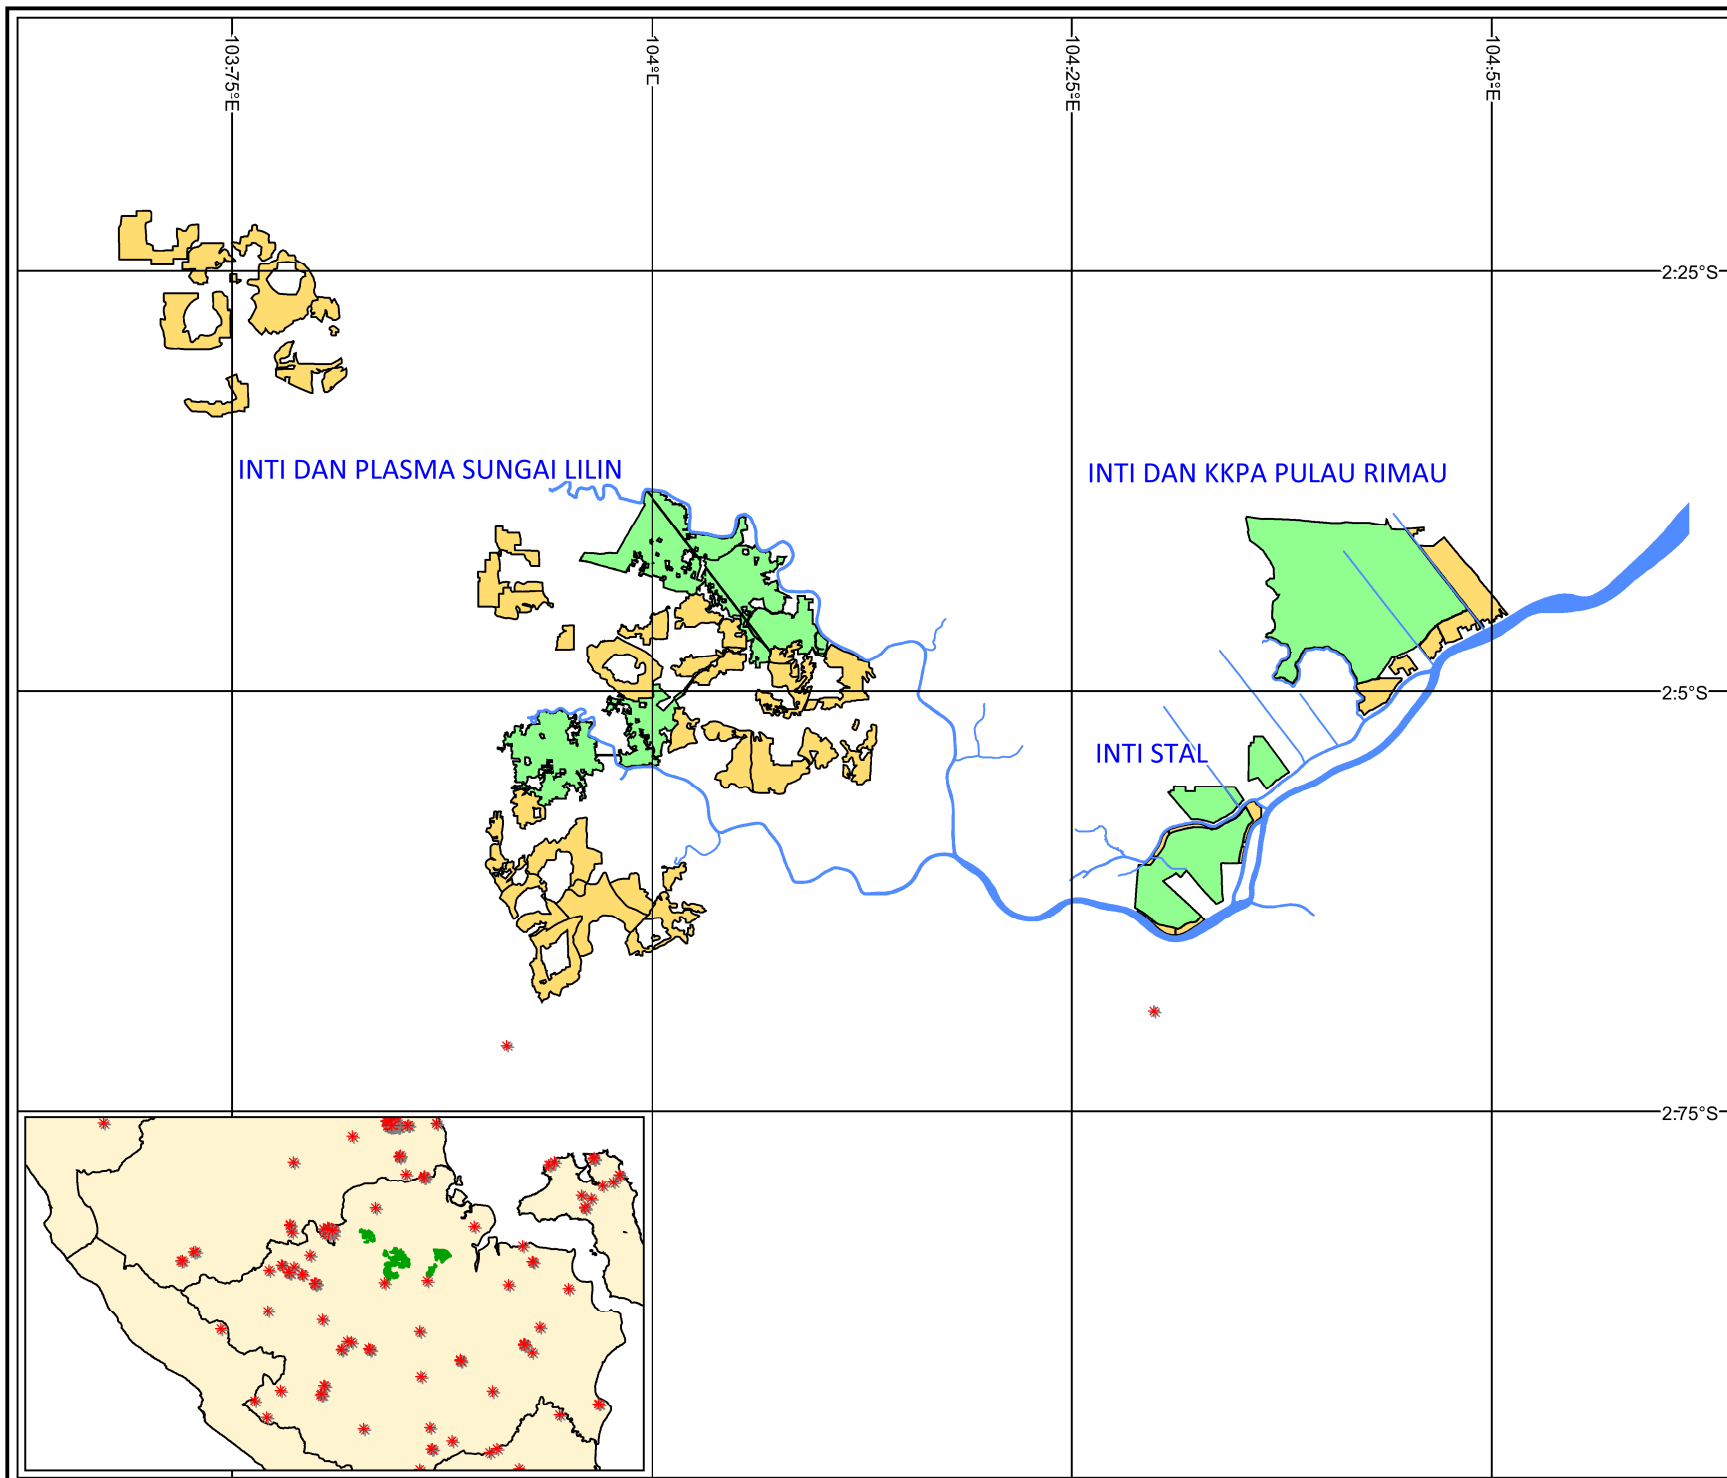 103.75°E
104°E
104.25°E
104.5°E
2.25°S
INTI DAN PLASMA SUNGAI LILIN
INTI DAN KKPA PULAU RIMAU
2.5°S
INTI STAL
2.75°S